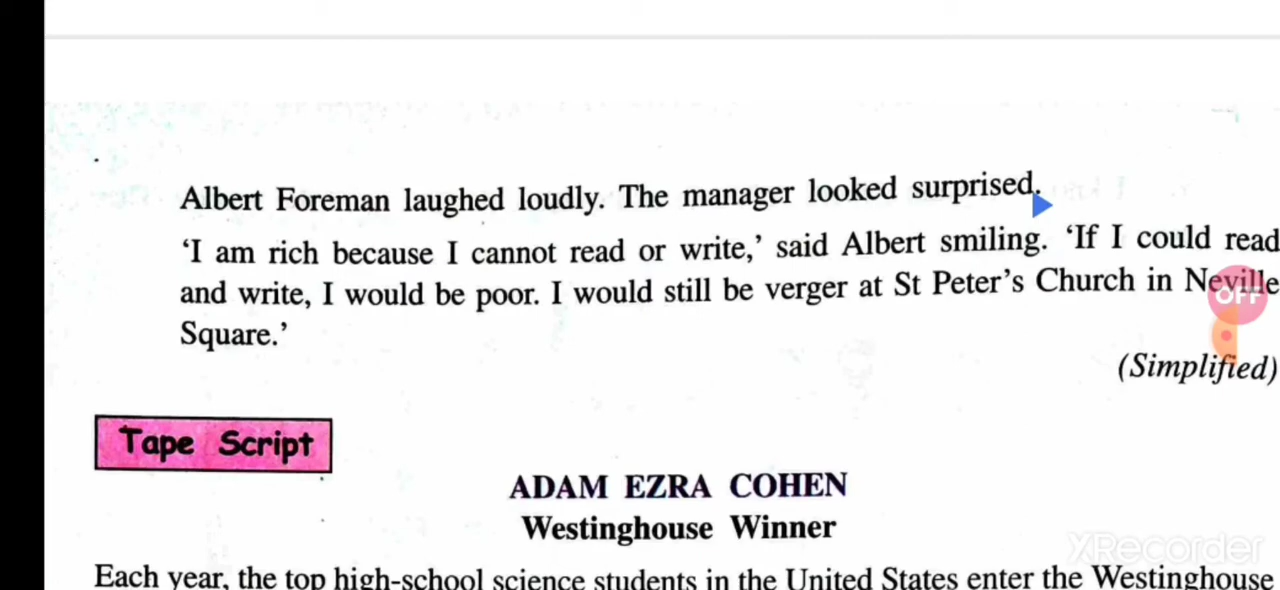 Albert Foreman laughed loudly. The manager looked surprised.
‘I am rich because I cannot read or write,’ said Albert smiling. ‘If I could read
and write, I would be poor. I would still be verger at St Peter’s Church in Neville
Square.’
(Simplified)
Tape Script
ADAM EZRA COHEN
Westinghouse Winner
Each year, the top high-school science students in the United States enter the Westinghouse
OFF
XRecorder